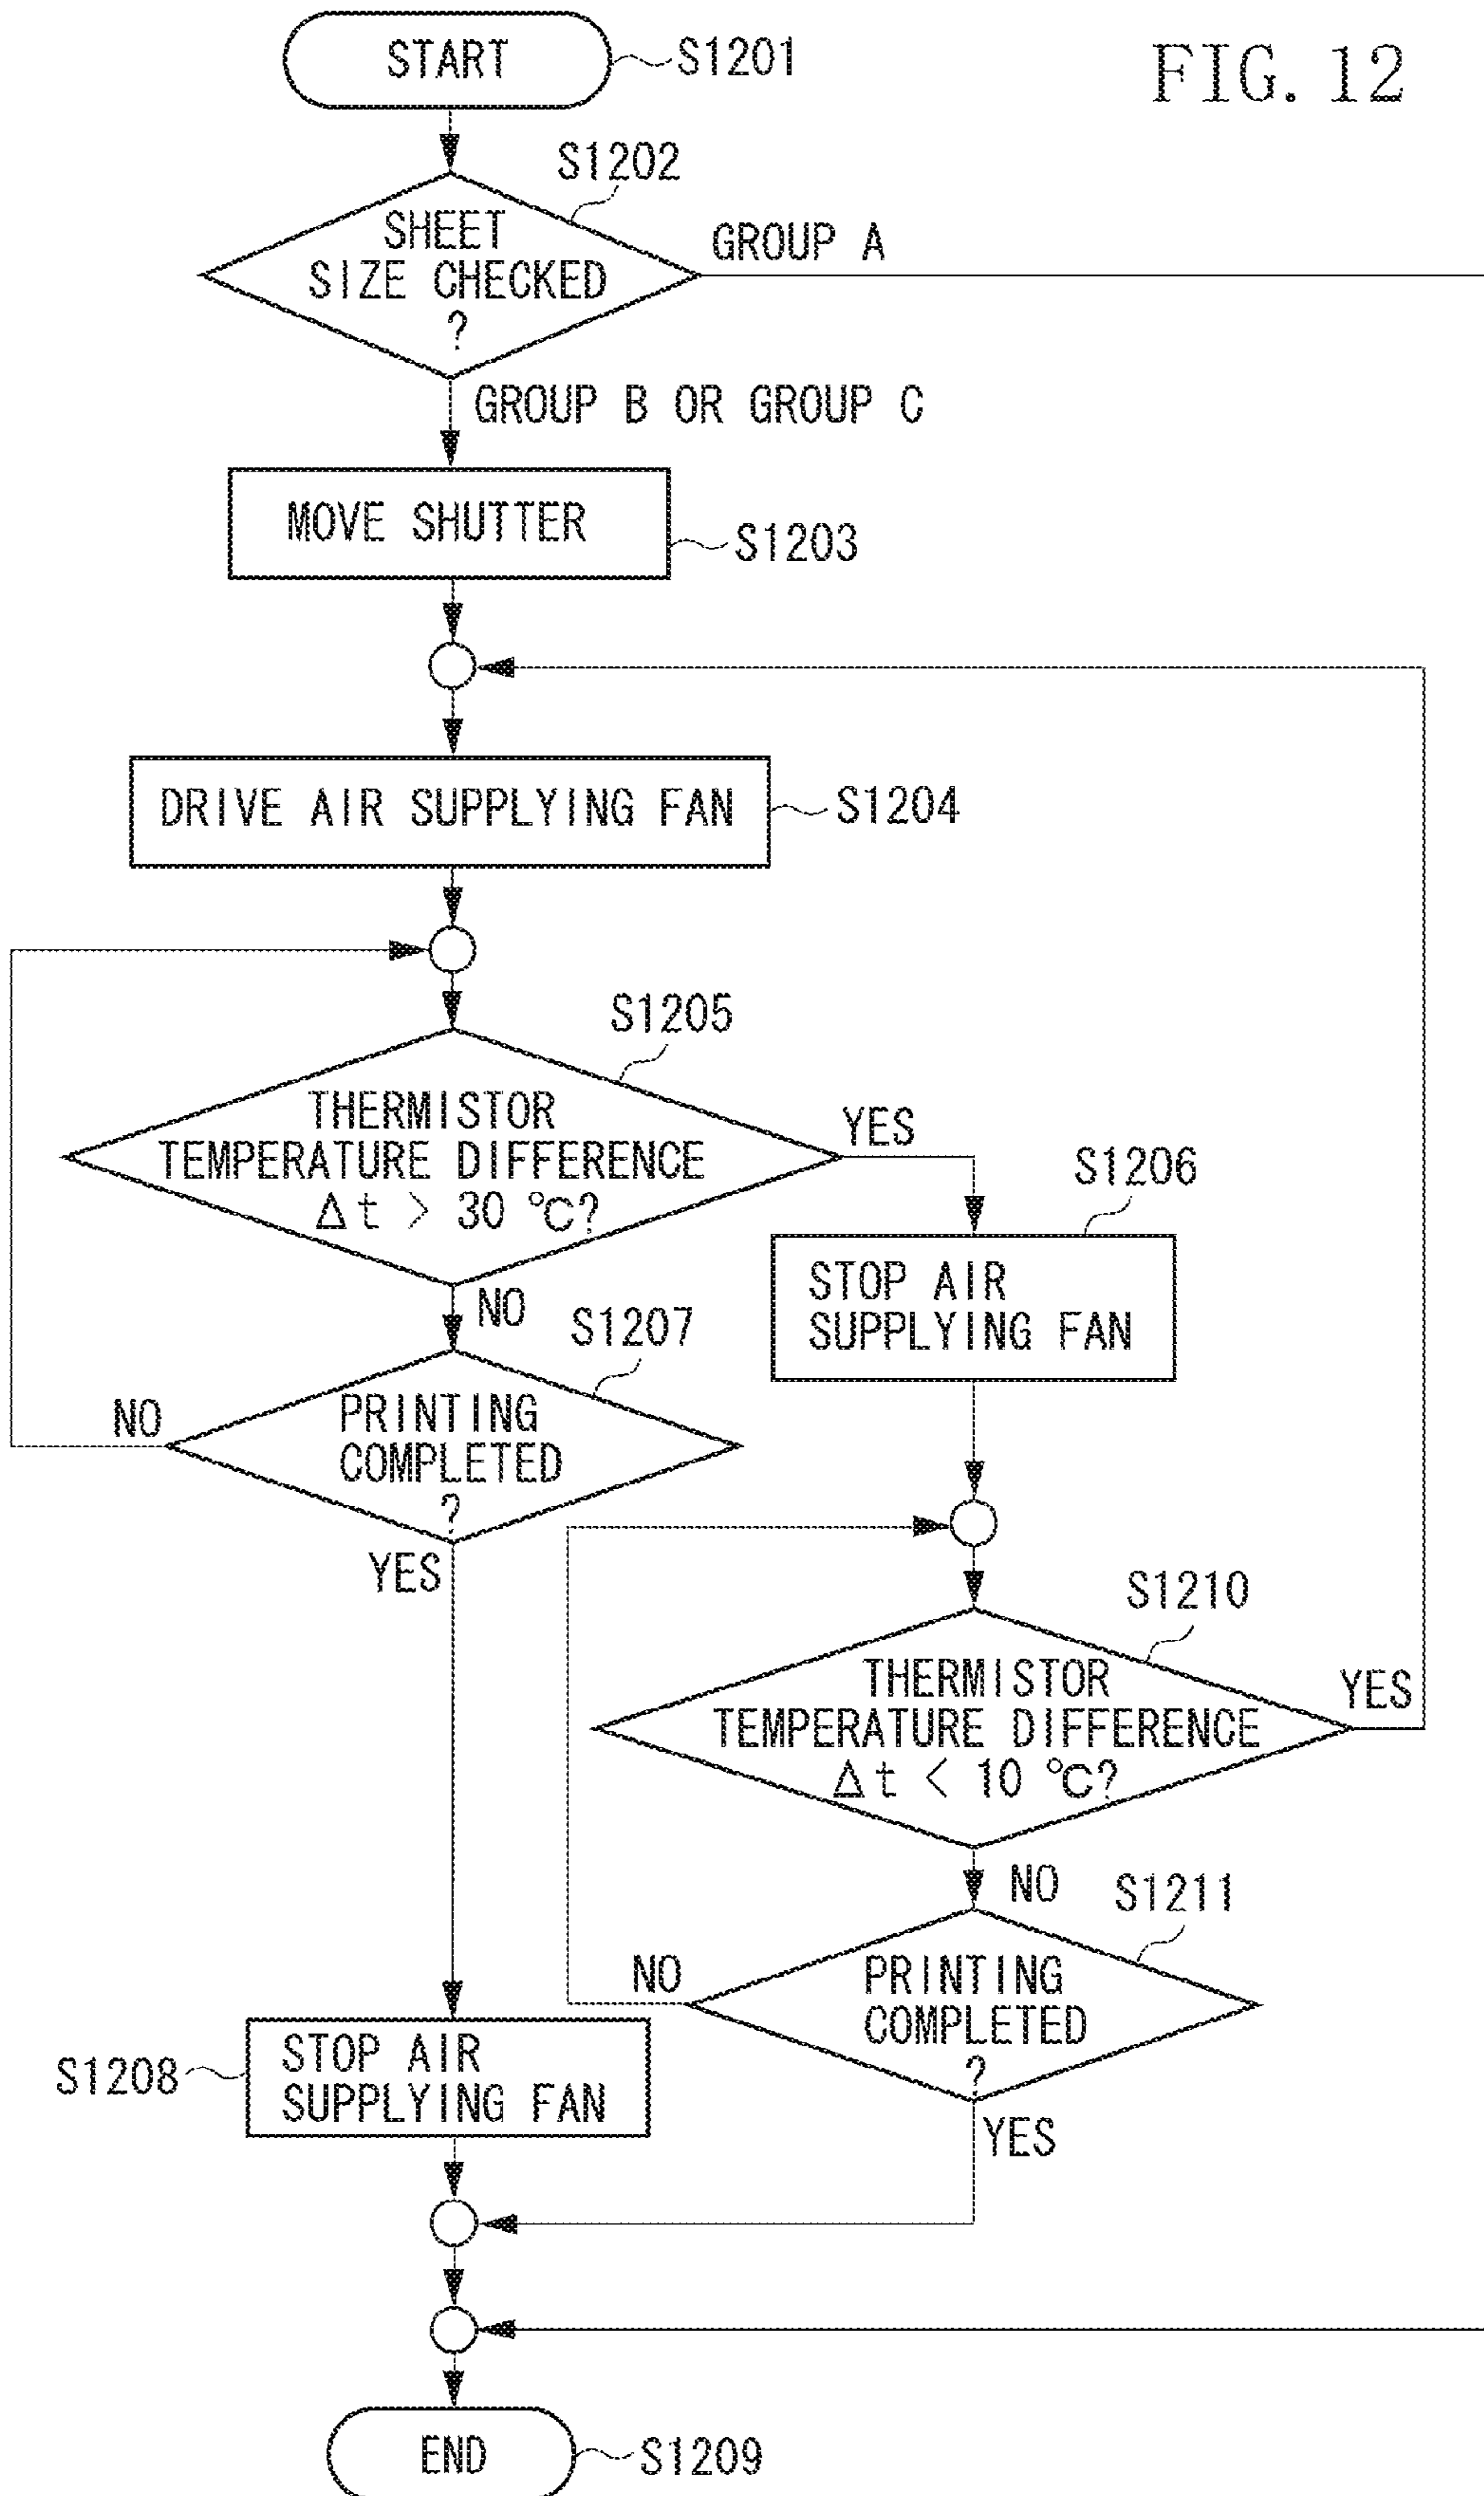 FIG. 12
START
S1201
S1202
SHEET
SIZE CHECKED
?
GROUP A
GROUP B OR GROUP C
MOVE SHUTTER
S1203
DRIVE AIR SUPPLYING FAN
S1204
S1205
THERMISTOR
TEMPERATURE DIFFERENCE
Δt > 30 ℃?
YES
S1206
STOP AIR
SUPPLYING FAN
NO
S1207
PRINTING
COMPLETED
?
NO
YES
S1210
THERMISTOR
TEMPERATURE DIFFERENCE
Δt < 10 ℃?
YES
NO
S1211
PRINTING
COMPLETED
?
NO
YES
S1208
STOP AIR
SUPPLYING FAN
END
S1209